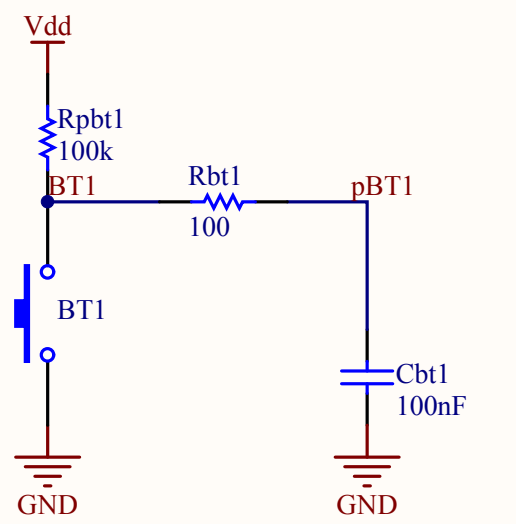 Vdd
Rpbt1
100k
BT1
Rbt1
100
pBT1
BT1
Cbt1
100nF
GND
GND